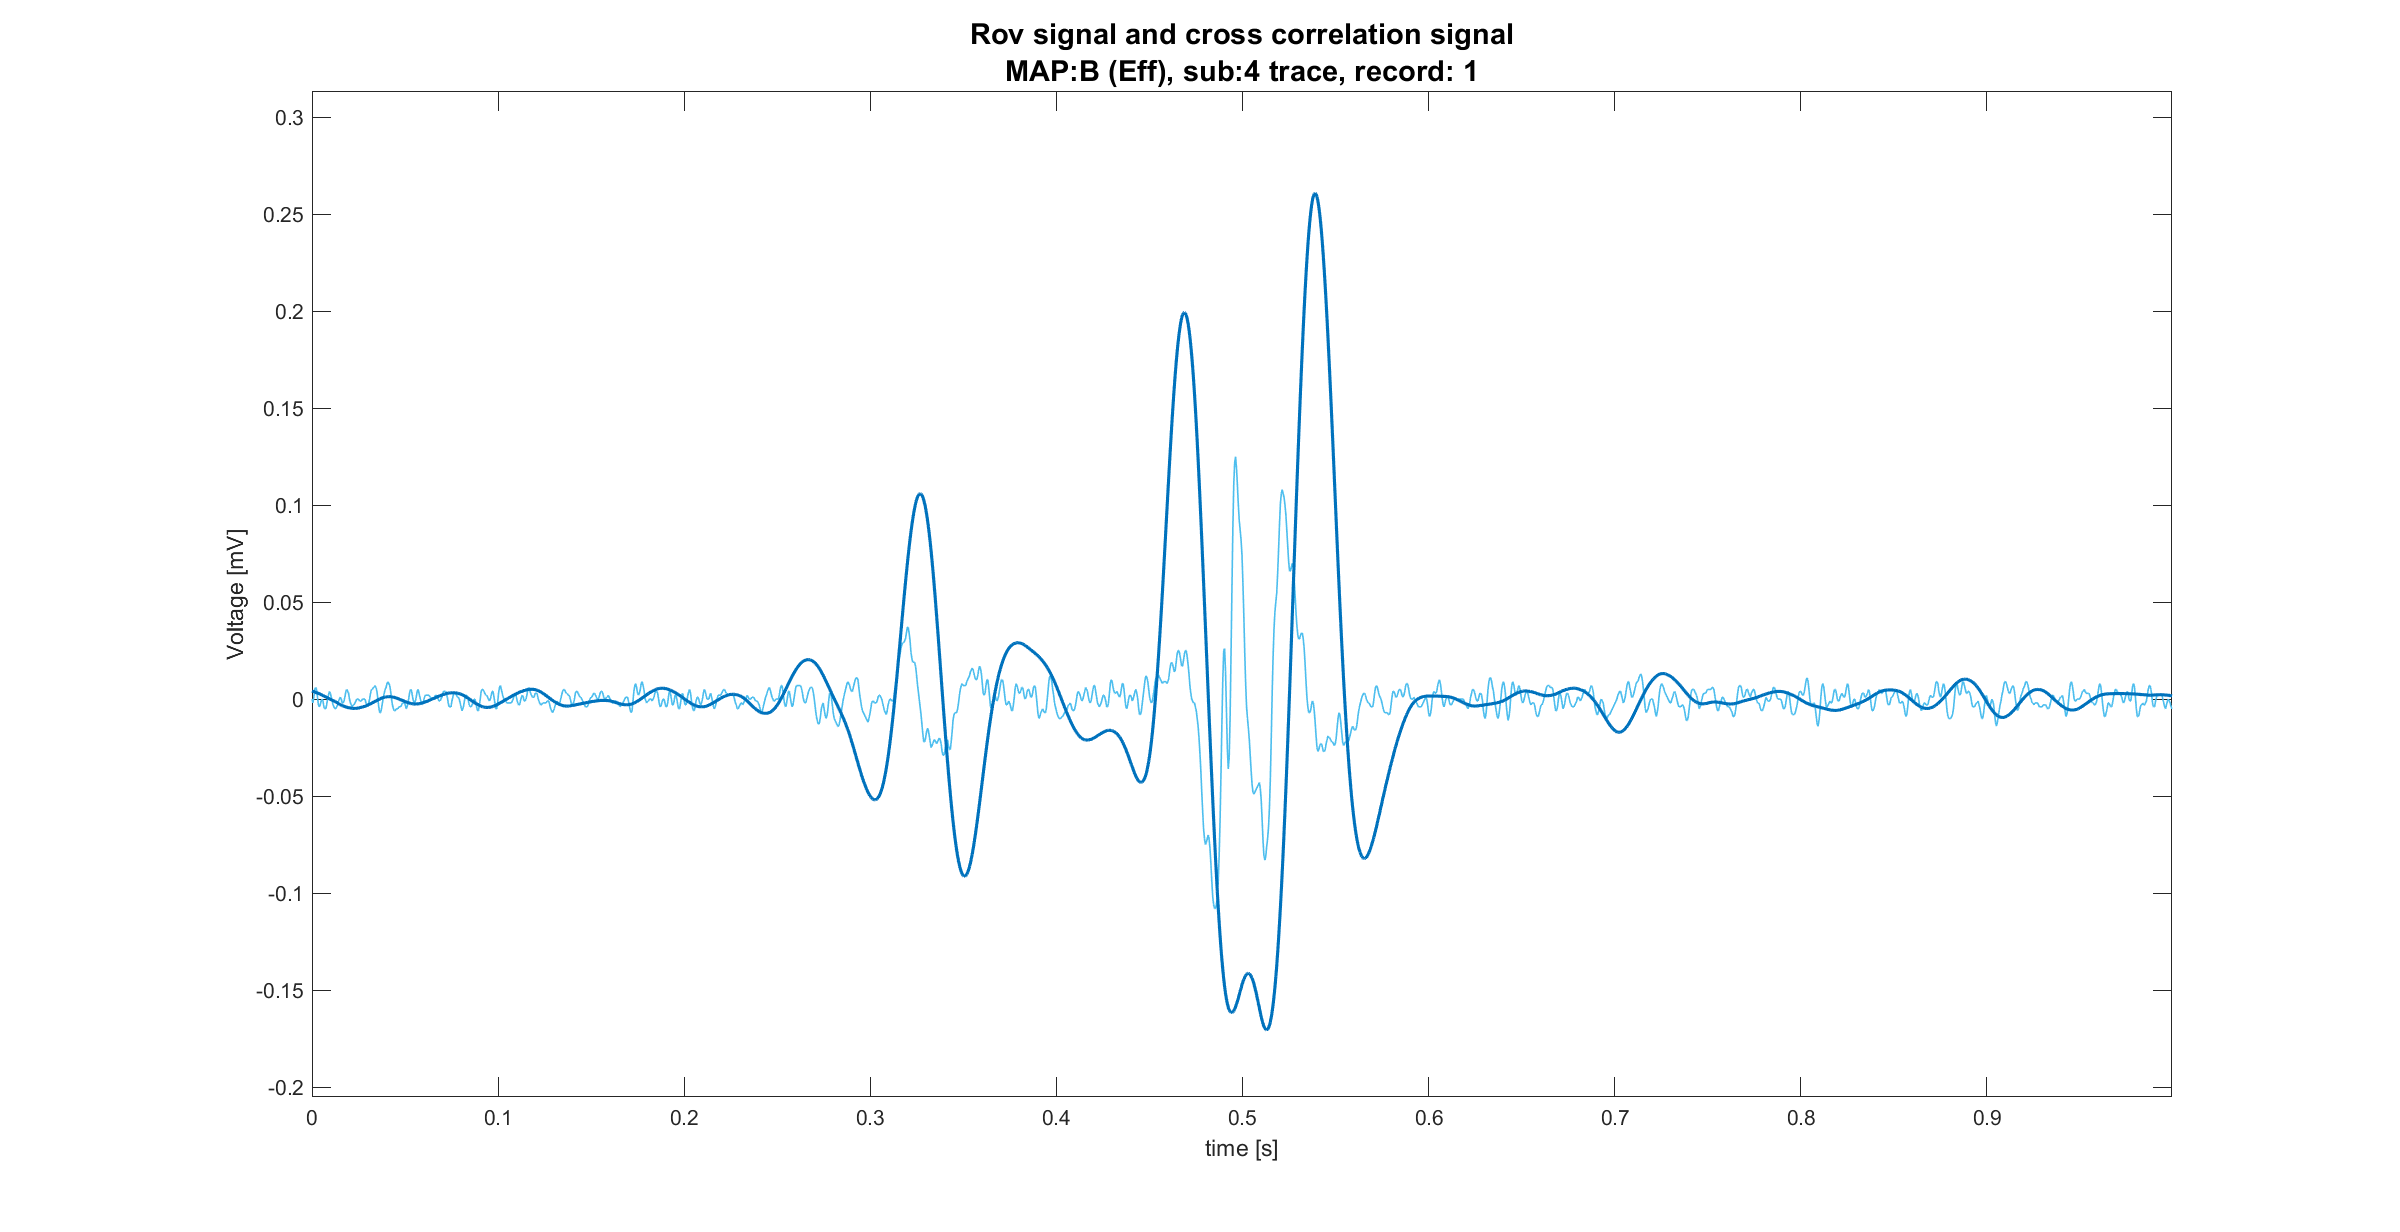 Rov signal and cross correlation signal
MAP:B (Eff), sub:4 trace, record: 1
0.3
0.25
0.2
0.15
0.1
0.05
0
-0.05
-0.1
-0.15
-0.2
Voltage [mV]
0 0.1 0.2 0.3 0.4 0.5 0.6 0.7 0.8 0.9
time [s]